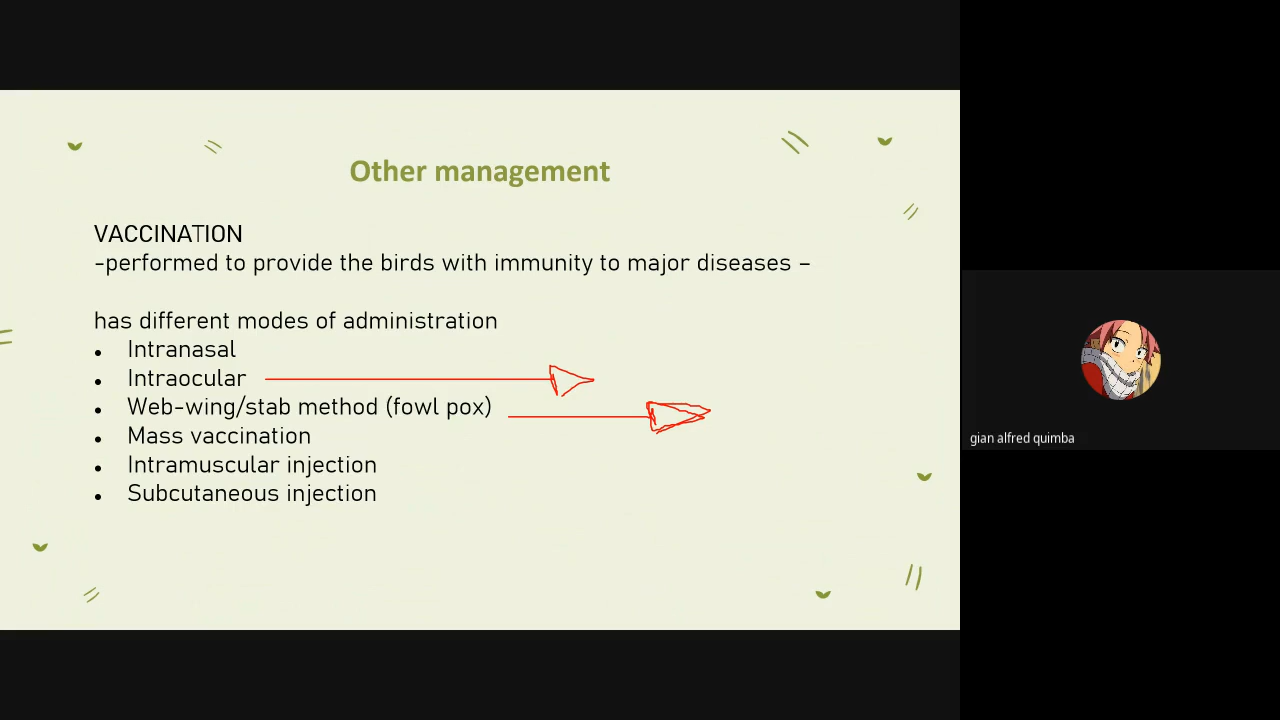 Other management
VACCINATION
-performed to provide the birds with immunity to major diseases –
has different modes of administration
• Intranasal
• Intraocular
• Web-wing/stab method (fowl pox)
• Mass vaccination
• Intramuscular injection
• Subcutaneous injection
gian alfred quimba